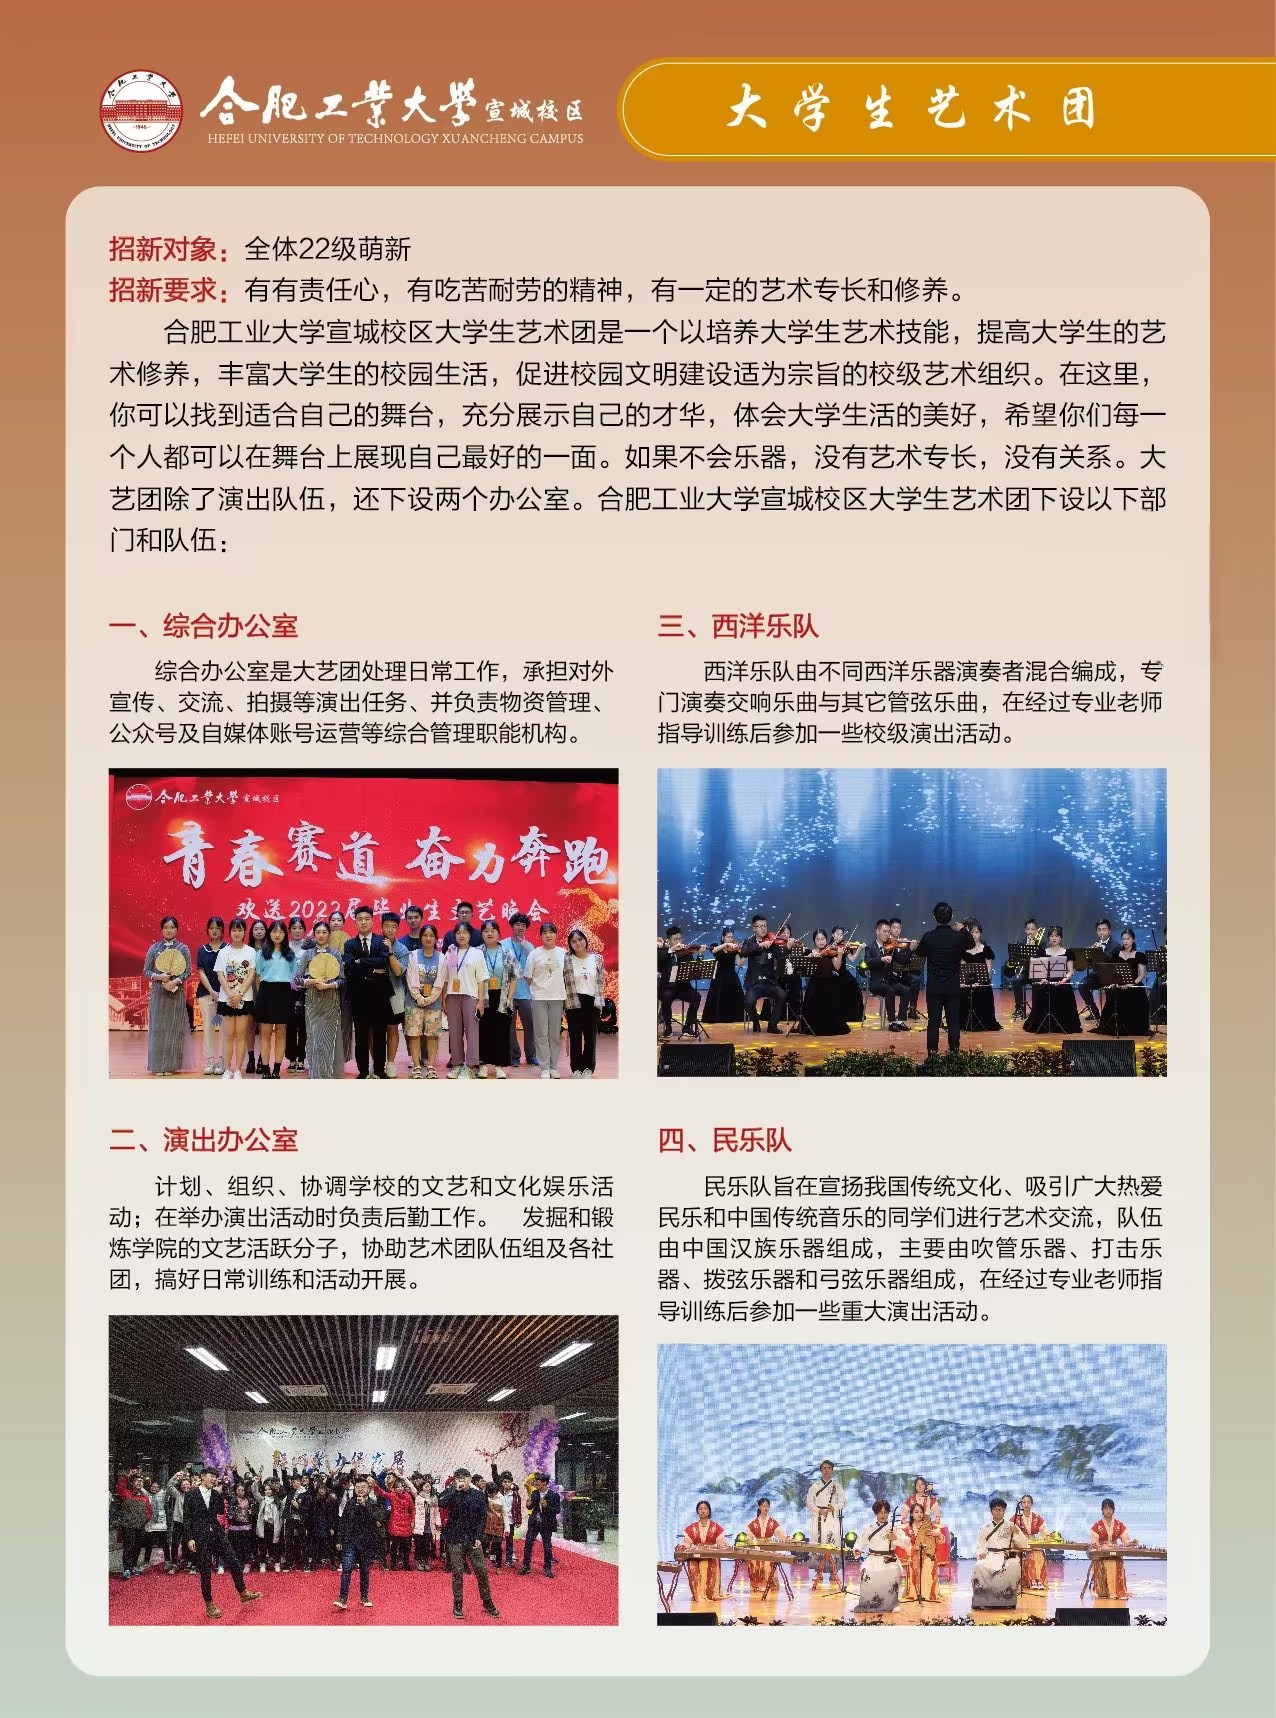 合肥工业大学宣城校区
HEFEI UNIVERSITY OF TECHNOLOGY XUANCHENG CAMPUS
大学生艺术团
招新对象：全体22级萌新
招新要求：有有责任心，有吃苦耐劳的精神，有一定的艺术专长和修养。
合肥工业大学宣城校区大学生艺术团是一个以培养大学生艺术技能，提高大学生的艺
术修养，丰富大学生的校园生活，促进校园文明建设适为宗旨的校级艺术组织。在这里，
你可以找到适合自己的舞台，充分展示自己的才华，体会大学生活的美好，希望你们每一
个人都可以在舞台上展现自己最好的一面。如果不会乐器，没有艺术专长，没有关系。大
艺团除了演出队伍，还下设两个办公室。合肥工业大学宣城校区大学生艺术团下设以下部
门和队伍：
一、综合办公室
综合办公室是大艺团处理日常工作，承担对外
宣传、交流、拍摄等演出任务、并负责物资管理、
公众号及自媒体账号运营等综合管理职能机构。
合肥工业大学宣城校区
青春赛道 奋力奔跑
欢送2022届毕业生文艺晚会
二、演出办公室
计划、组织、协调学校的文艺和文化娱乐活
动；在举办演出活动时负责后勤工作。 发掘和锻
炼学院的文艺活跃分子，协助艺术团队伍组及各社
团，搞好日常训练和活动开展。
三、西洋乐队
西洋乐队由不同西洋乐器演奏者混合编成，专
门演奏交响乐曲与其它管弦乐曲，在经过专业老师
指导训练后参加一些校级演出活动。
四、民乐队
民乐队旨在宣扬我国传统文化、吸引广大热爱
民乐和中国传统音乐的同学们进行艺术交流，队伍
由中国汉族乐器组成，主要由吹管乐器、打击乐
器、拨弦乐器和弓弦乐器组成，在经过专业老师指
导训练后参加一些重大演出活动。